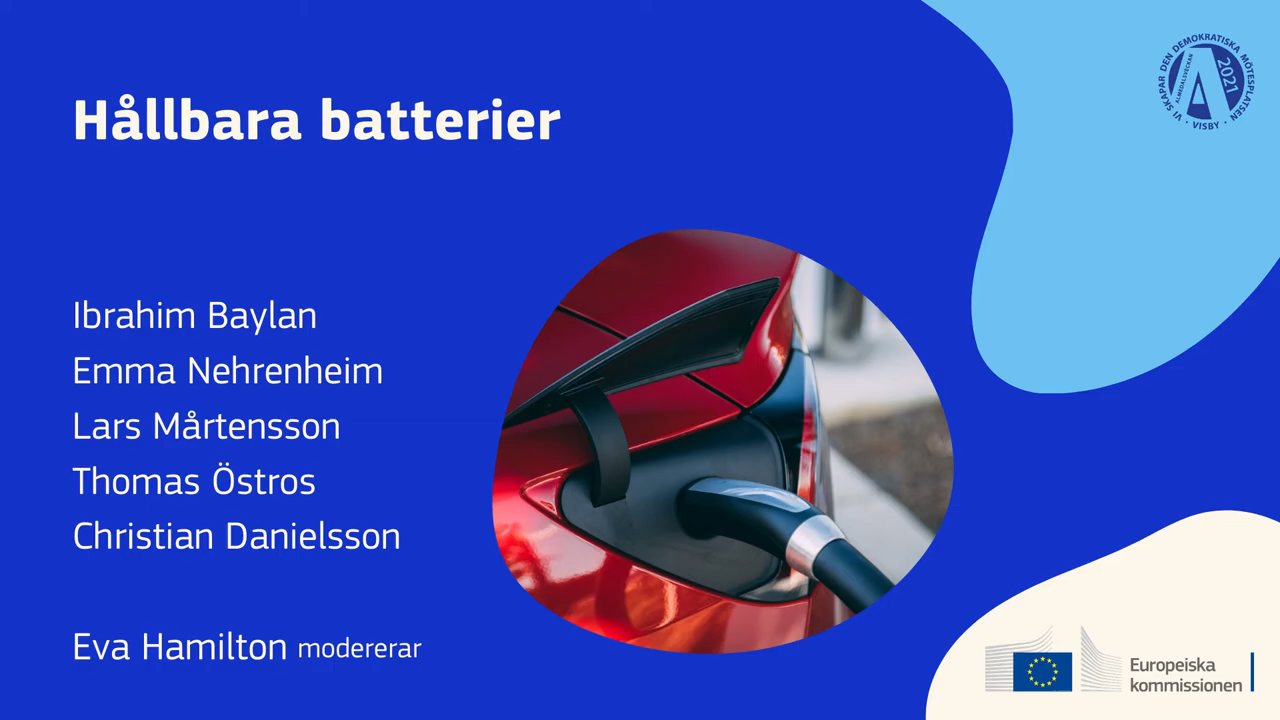 Hållbara batterier
VI SKAPAR DEN DEMOKRATISKA MÖTESPLATSEN
ALMEDALSVECKAN
2021
· VISBY ·
Ibrahim Baylan
Emma Nehrenheim
Lars Mårtensson
Thomas Östros
Christian Danielsson
Eva Hamilton modererar
Europeiska
kommissionen